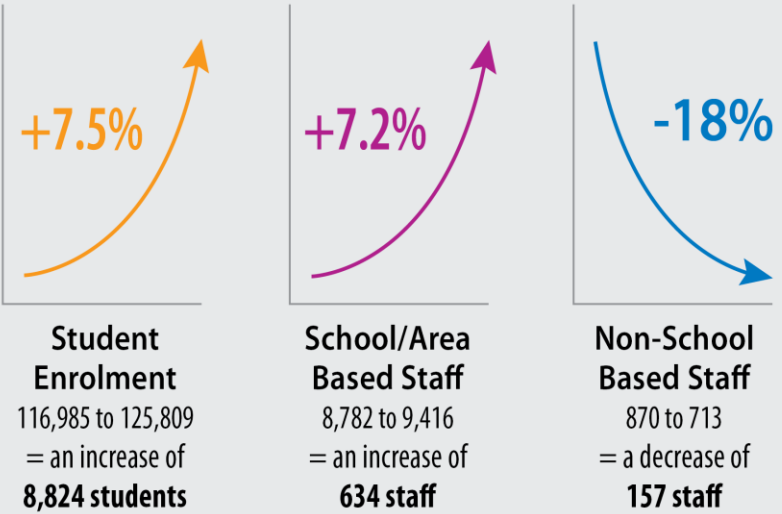 +7.5%
Student
Enrolment
116,985 to 125,809
= an increase of
8,824 students
+7.2%
School/Area
Based Staff
8,782 to 9,416
= an increase of
634 staff
-18%
Non-School
Based Staff
870 to 713
= a decrease of
157 staff